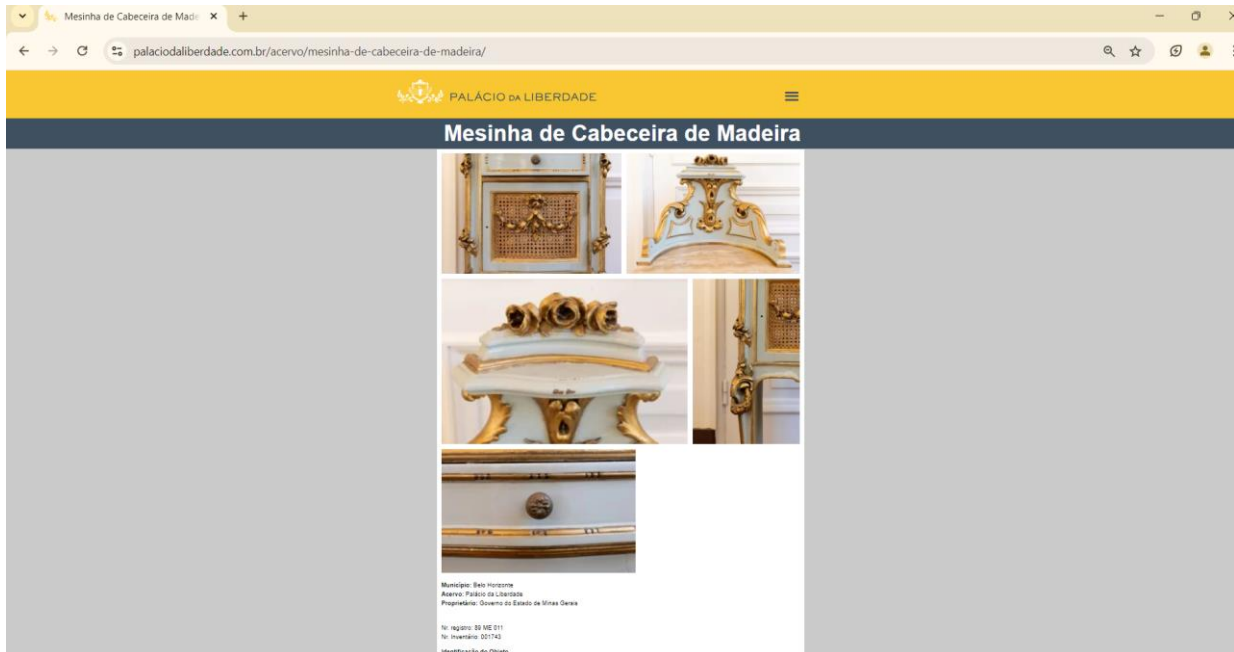 Mesinha de Cabeceira de Made
palaciodaliberdade.com.br/acervo/mesinha-de-cabeceira-de-madeira/
PALÁCIO DA LIBERDADE
Mesinha de Cabeceira de Madeira
Município: Belo Horizonte
Acervo: Palácio da Liberdade
Proprietário: Governo do Estado de Minas Gerais
Nr. registro: 89 ME 011
Nr. Inventário: 001743
Identificação do Objeto